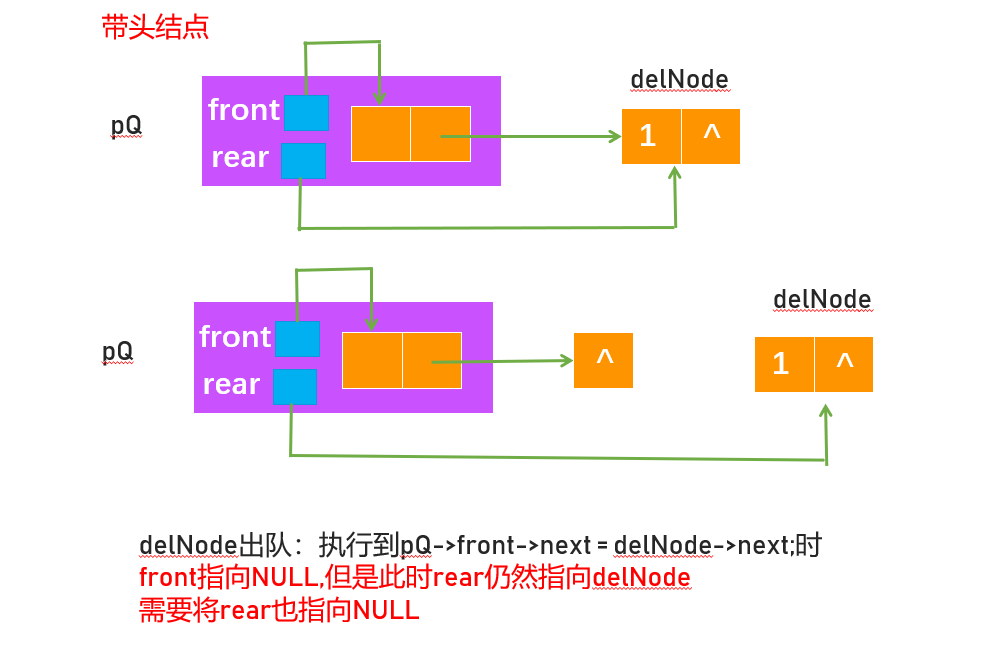 带头结点
delNode
pQ
front
rear
1 ^
delNode
pQ
front
rear
^
1 ^
delNode出队：执行到pQ->front->next = delNode->next;时
front指向NULL,但是此时rear仍然指向delNode
需要将rear也指向NULL